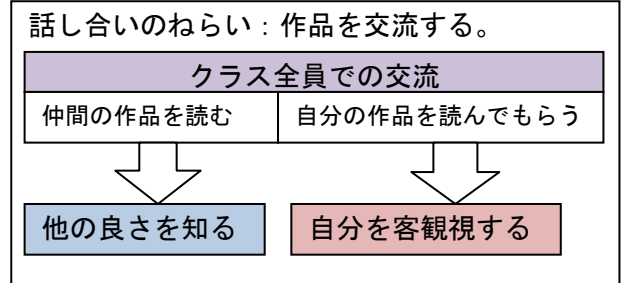 話し合いのねらい：作品を交流する。
クラス全員での交流
仲間の作品を読む
自分の作品を読んでもらう
他の良さを知る
自分を客観視する